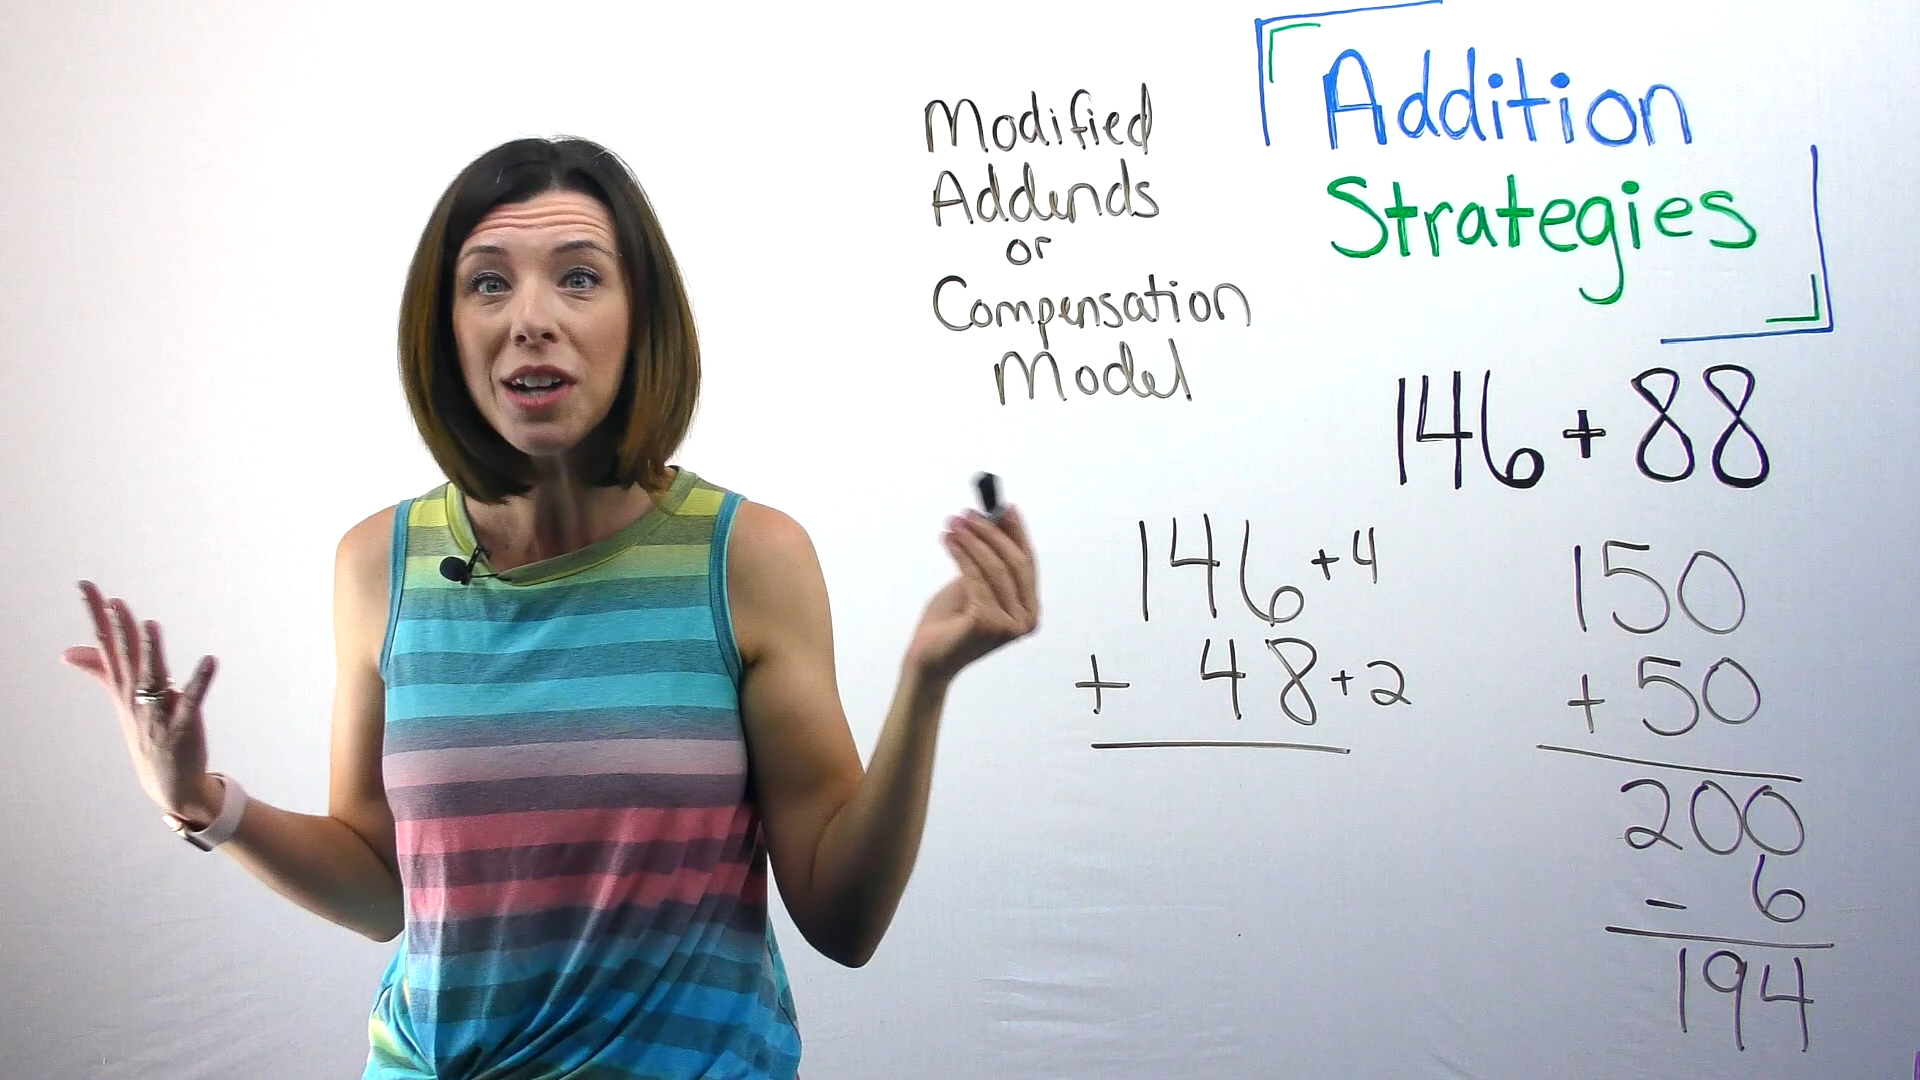 Addition
Strategies
Modified
Addends
or
Compensation
Model
146 + 88
146 +4
+ 48 +2
150
+ 50
200
- 6
194